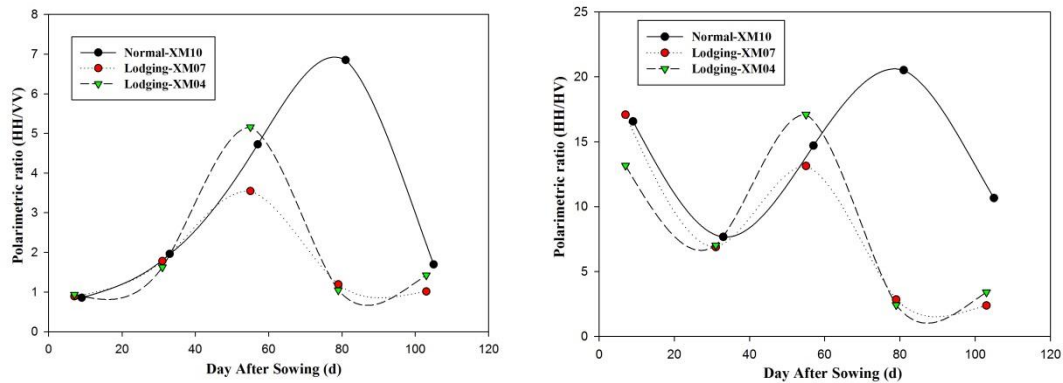 Polarimetric ratio (HH/VV)
8
7
6
5
4
3
2
1
0
Normal-XM10
Lodging-XM07
Lodging-XM04
0 20 40 60 80 100 120
Day After Sowing (d)
Polarimetric ratio (HH/HV)
25
20
15
10
5
0
Normal-XM10
Lodging-XM07
Lodging-XM04
0 20 40 60 80 100 120
Day After Sowing (d)